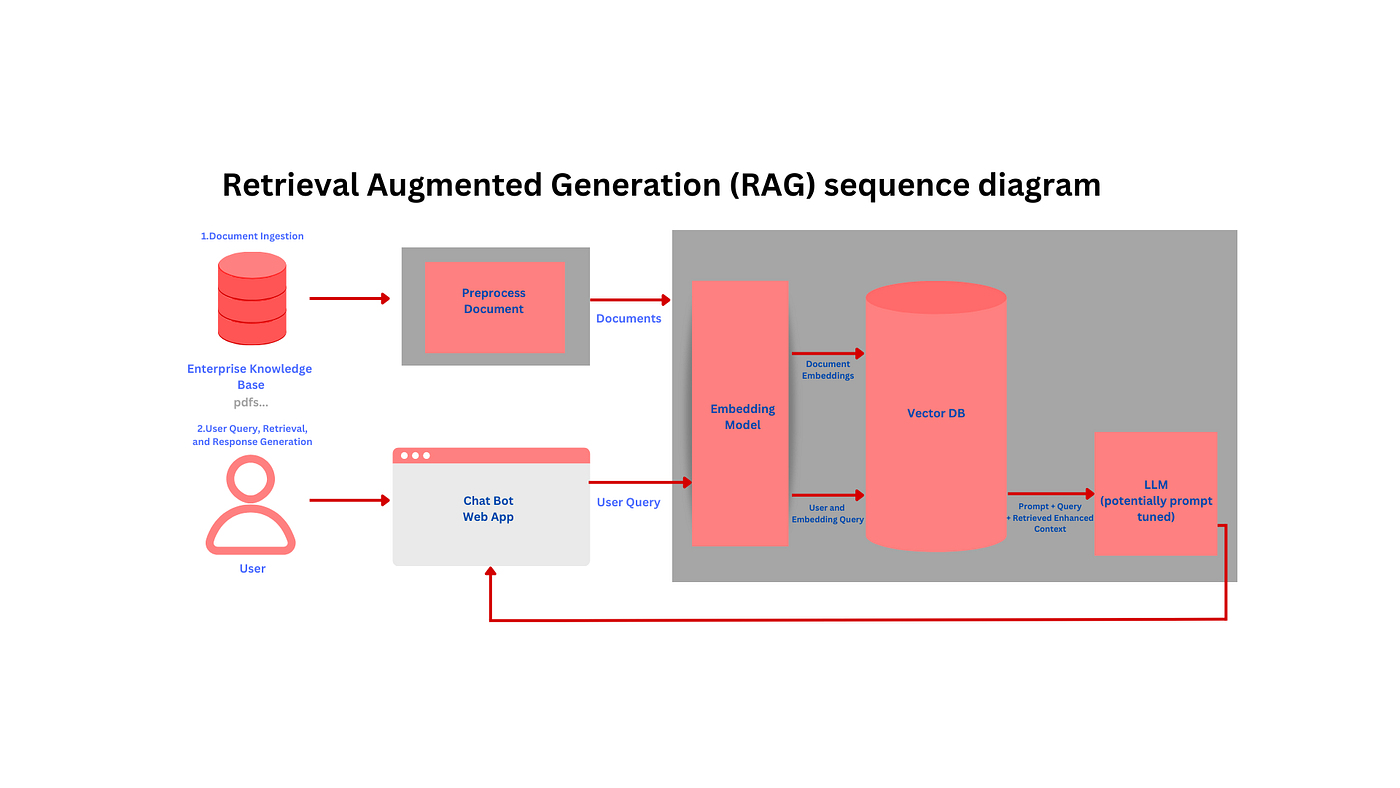 Retrieval Augmented Generation (RAG) sequence diagram
1.Document Ingestion
Enterprise Knowledge
Base
pdfs...
Preprocess
Document
Documents
2.User Query, Retrieval,
and Response Generation
User
Chat Bot
Web App
User Query
Embedding
Model
Document
Embeddings
User and
Embedding Query
Vector DB
Prompt + Query
+ Retrieved Enhanced
Context
LLM
(potentially prompt
tuned)